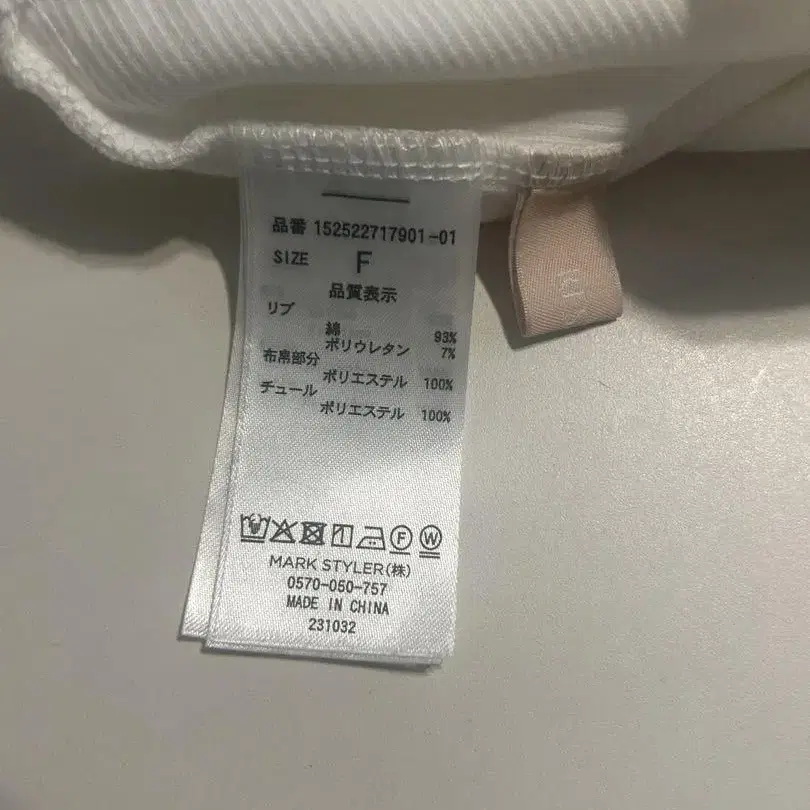 品番 152522717901-01
SIZE F
品質表示
リブ
綿 93%
ポリウレタン 7%
布帛部分
ポリエステル 100%
チュール
ポリエステル 100%
F W
MARK STYLER(株)
0570-050-757
MADE IN CHINA
231032